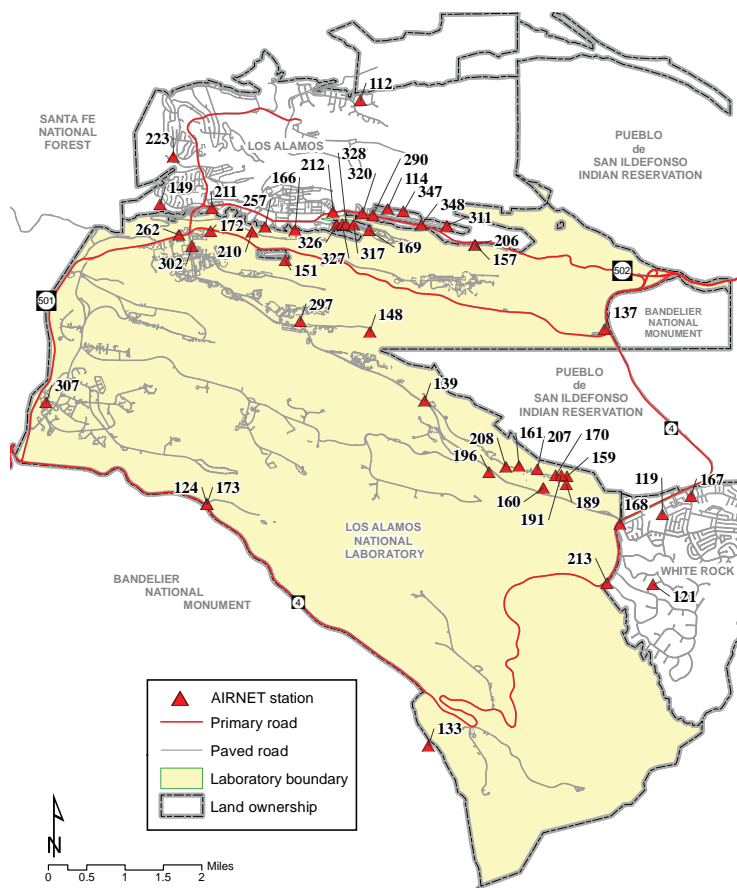 112
SANTA FE
NATIONAL
FOREST
223
LOS ALAMOS
PUEBLO
de
SAN ILDEFONSO
INDIAN RESERVATION
328
212
290
320
114
166
347
149
211
257
348
311
262
172
210
326
327
317
169
206
157
302
151
502
501
297
148
137
BANDELIER
NATIONAL
MONUMENT
307
139
PUEBLO
de
SAN ILDEFONSO
INDIAN RESERVATION
4
208
161
207
170
196
159
119
167
124
173
160
191
189
168
LOS ALAMOS
NATIONAL
LABORATORY
BANDELIER
NATIONAL
MONUMENT
213
WHITE ROCK
121
4
133
AIRNET station
Primary road
Paved road
Laboratory boundary
Land ownership
N
Miles
0 0.5 1 2